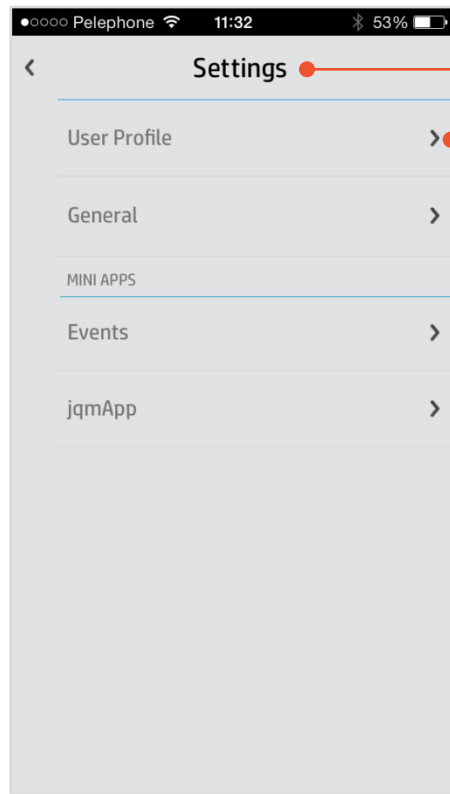 Pelephone 11:32 53%
Settings
User Profile
General
MINI APPS
Events
jqmApp